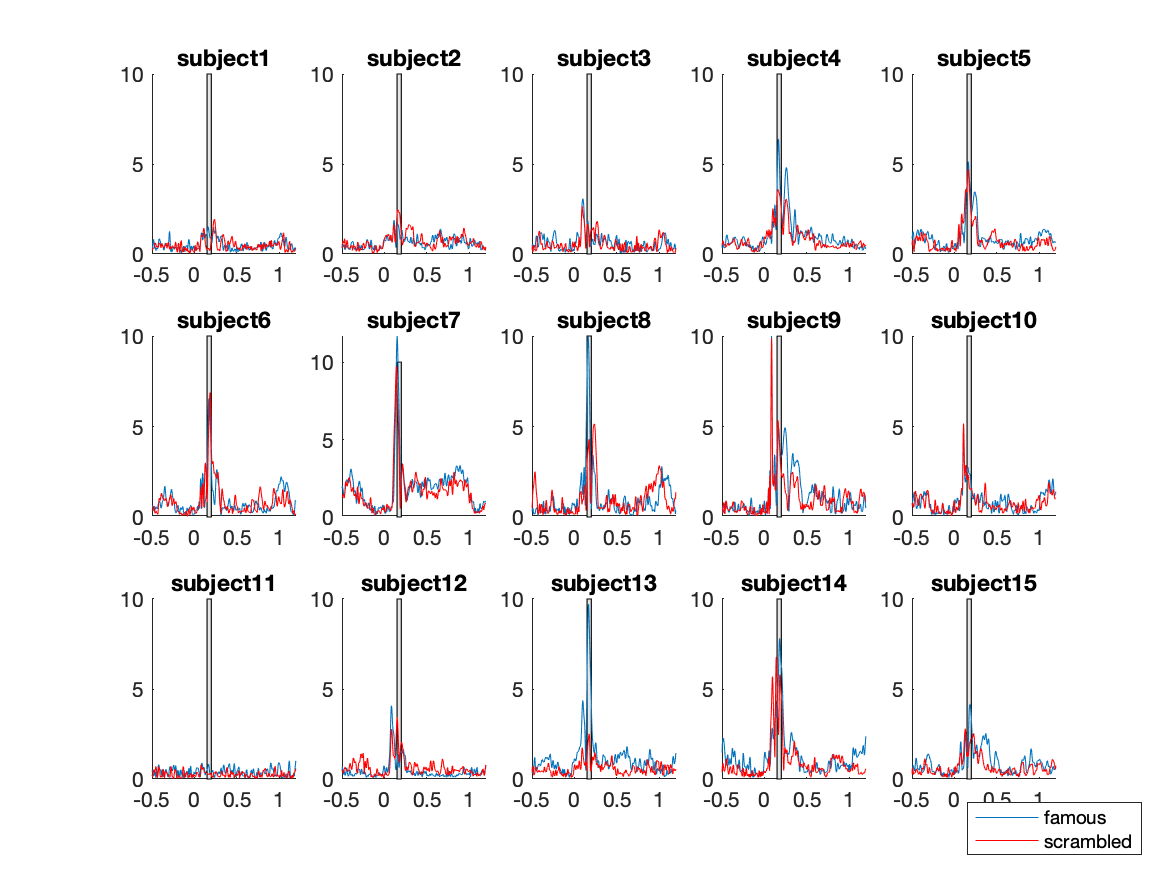 subject1 subject2 subject3 subject4 subject5
10 10 10 10 10
5 5 5 5 5
0 0 0 0 0
-0.5 0 0.5 1 -0.5 0 0.5 1 -0.5 0 0.5 1 -0.5 0 0.5 1 -0.5 0 0.5 1
subject6 subject7 subject8 subject9 subject10
10 10 10 10 10
5 5 5 5 5
0 0 0 0 0
-0.5 0 0.5 1 -0.5 0 0.5 1 -0.5 0 0.5 1 -0.5 0 0.5 1 -0.5 0 0.5 1
subject11 subject12 subject13 subject14 subject15
10 10 10 10 10
5 5 5 5 5
0 0 0 0 0
-0.5 0 0.5 1 -0.5 0 0.5 1 -0.5 0 0.5 1 -0.5 0 0.5 1 -0.5 0 0.5 1
famous
scrambled